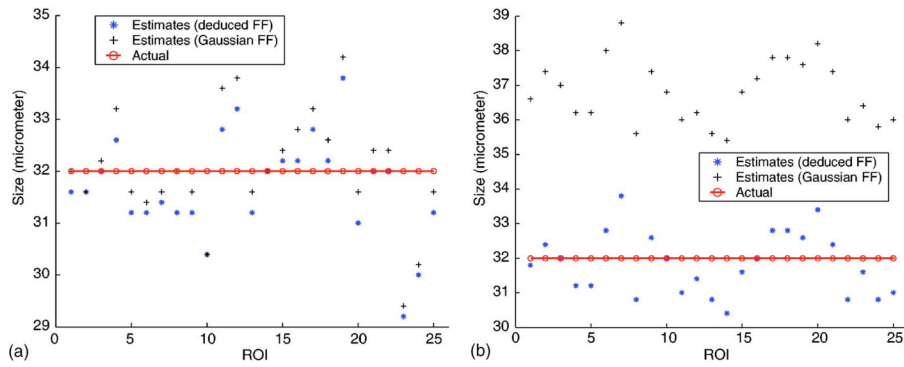 35
34
33
32
31
30
29
0
5
10
15
20
25
Size (micrometer)
ROI
Estimates (deduced FF)
Estimates (Gaussian FF)
Actual
(a)
39
38
37
36
35
34
33
32
31
30
0
5
10
15
20
25
Size (micrometer)
ROI
Estimates (deduced FF)
Estimates (Gaussian FF)
Actual
(b)